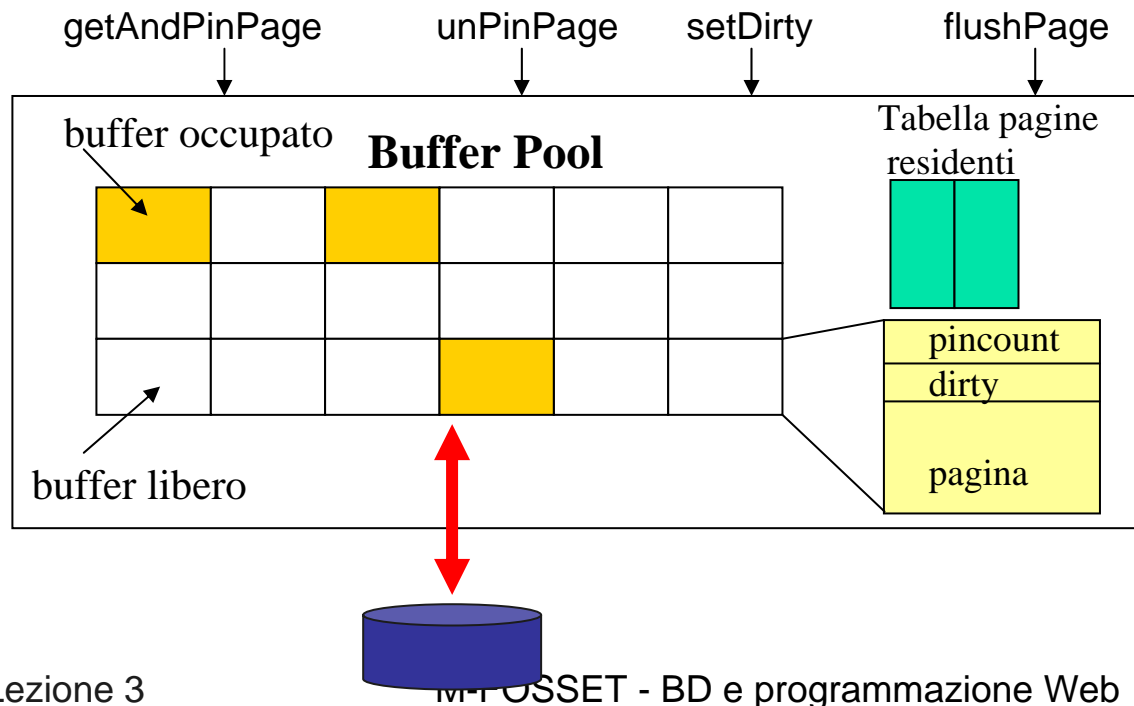 getAndPinPage unPinPage setDirty flushPage
buffer occupato
Buffer Pool
Tabella pagine
residenti
pincount
dirty
pagina
buffer libero
Lezione 3
M-FOSSET - BD e programmazione Web